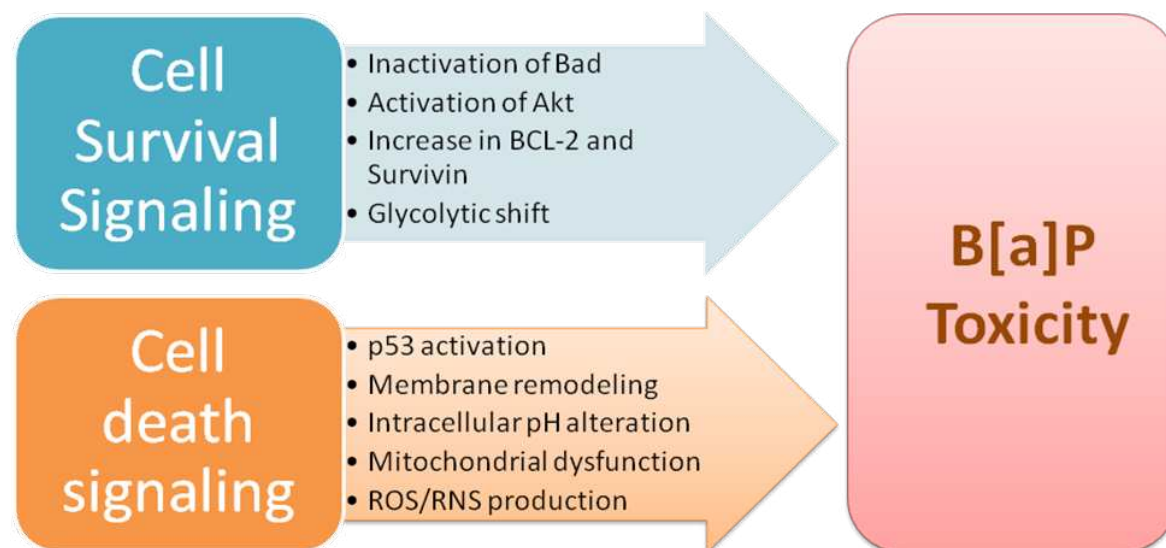 Cell
Survival
Signaling
• Inactivation of Bad
• Activation of Akt
• Increase in BCL-2 and
Survivin
• Glycolytic shift
Cell
death
signaling
• p53 activation
• Membrane remodeling
• Intracellular pH alteration
• Mitochondrial dysfunction
• ROS/RNS production
B[a]P
Toxicity